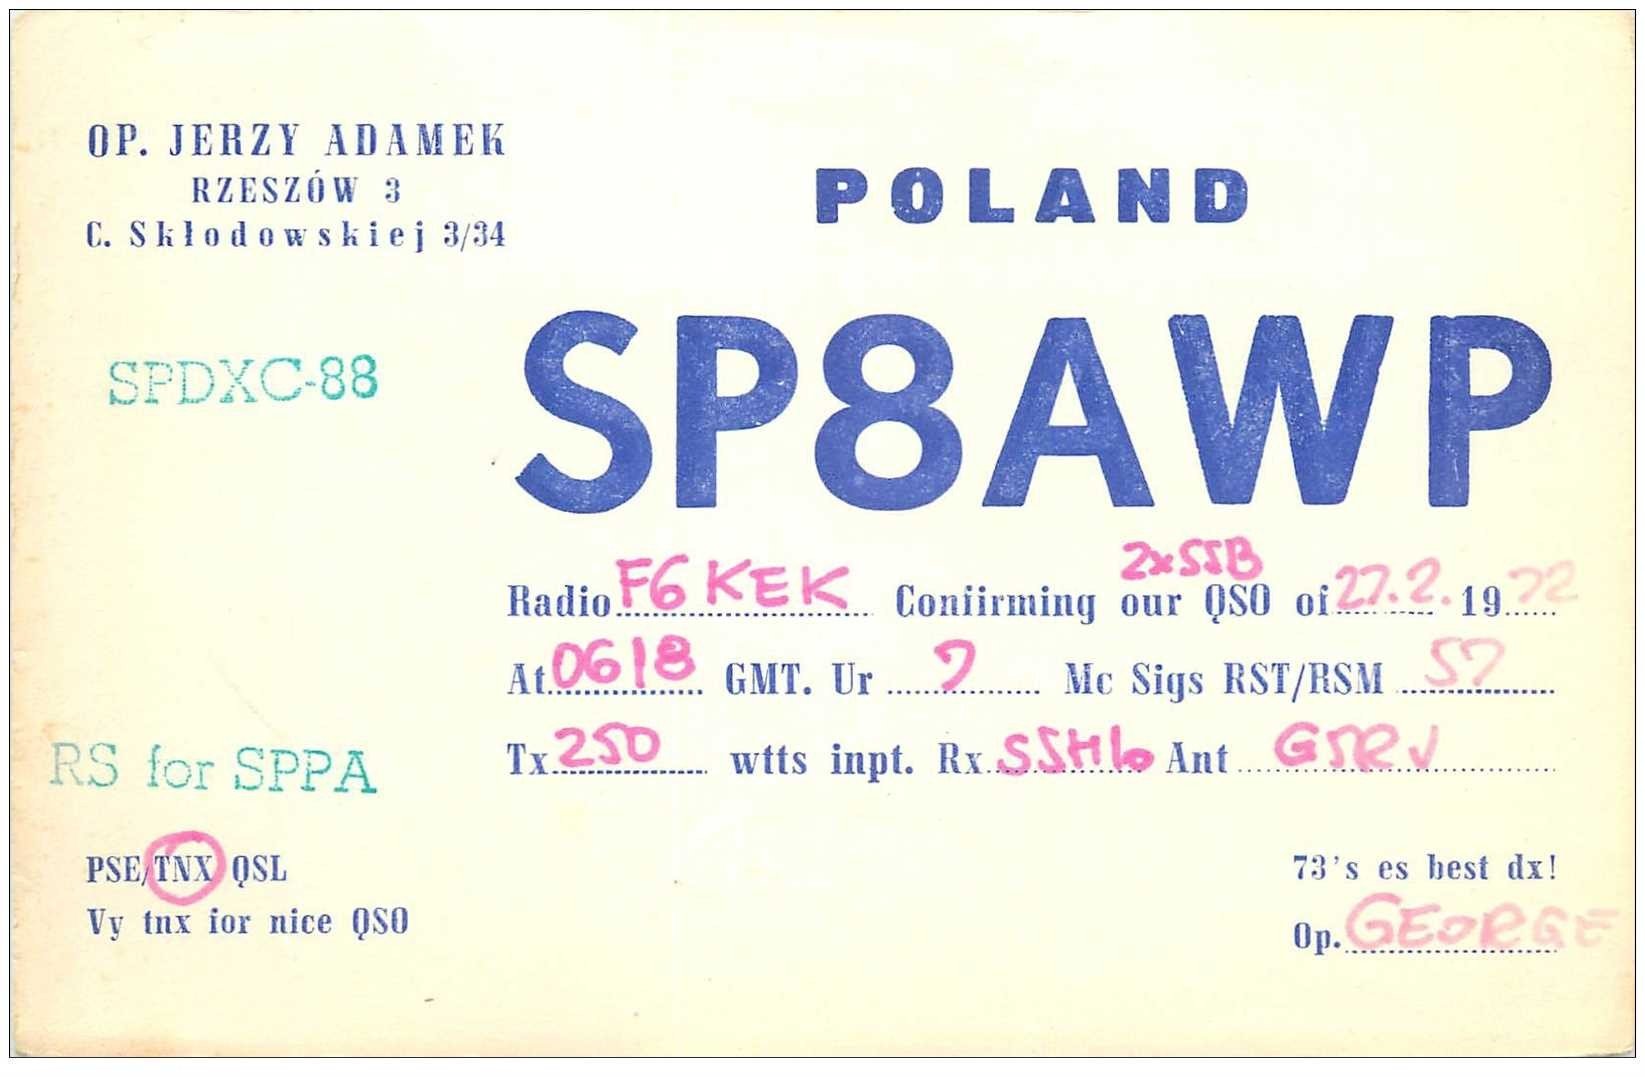 OP. JERZY ADAMEK
RZESZÓW 3
C. Skłodowskiej 3/34
POLAND
SPDXC-88
SP8AWP
2xSSB
Radio F6KEK Confirming our QSO of 27.2. 1972
At 0618 GMT. Ur 7 Mc Sigs RST/RSM 57
Tx 250 wtts inpt. Rx Ant G5RV
RS for SPPA
PSE/TNX QSL
Vy tnx for nice QSO
73's es best dx!
Op. GEORGE